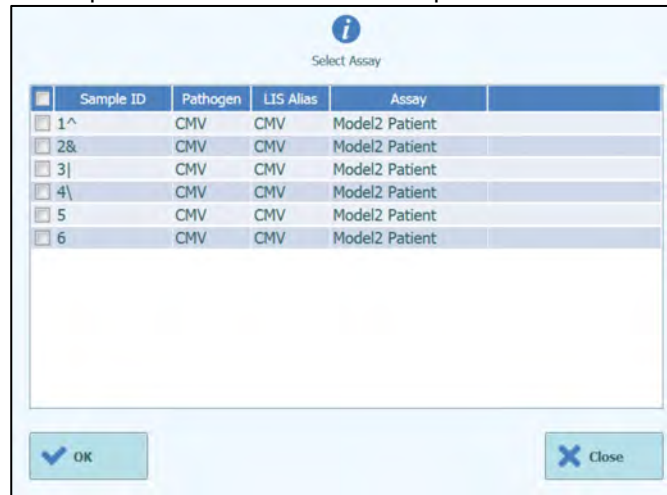 Select Assay
Sample ID Pathogen LIS Alias Assay
1^ CMV CMV Model2 Patient
2& CMV CMV Model2 Patient
3| CMV CMV Model2 Patient
4\ CMV CMV Model2 Patient
5 CMV CMV Model2 Patient
6 CMV CMV Model2 Patient
OK Close